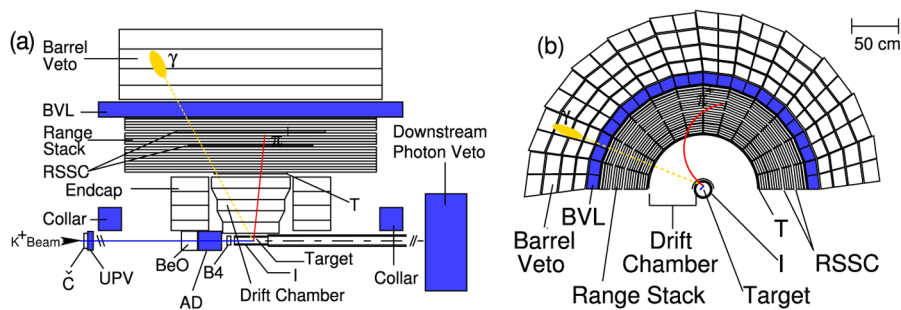 (a)
Barrel
Veto
γ
BVL
Range
Stack
RSSC
π+
Endcap
T
Downstream
Photon Veto
Collar
K+Beam
Č
UPV
BeO
AD
B4
I
Target
Drift Chamber
Collar
(b)
50 cm
γ
π+
BVL
Barrel
Veto
Range Stack
Drift
Chamber
Target
I
T
RSSC